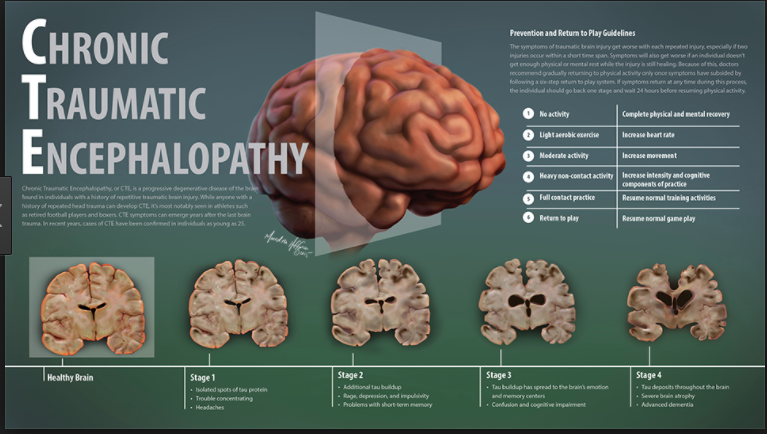 CHRONIC
TRAUMATIC
ENCEPHALOPATHY
Chronic Traumatic Encephalopathy, or CTE, is a progressive degenerative disease of the brain
found in individuals with a history of repetitive traumatic brain injury. While anyone with a
history of repeated head trauma can develop CTE, it's most notably seen in athletes such
as retired football players and boxers. CTE symptoms can emerge years after the last brain
trauma. In recent years, cases of CTE have been confirmed in individuals as young as 25.
Prevention and Return to Play Guidelines
The symptoms of traumatic brain injury get worse with each repeated injury, especially if two
injuries occur within a short time span. Symptoms will also get worse if an individual doesn't
get enough physical or mental rest while the injury is still healing. Because of this, doctors
recommend gradually returning to physical activity only once symptoms have subsided by
following a six-step return to play system. If symptoms return at any time during this process,
the individual should go back one stage and wait 24 hours before resuming physical activity.
1 No activity Complete physical and mental recovery
2 Light aerobic exercise Increase heart rate
3 Moderate activity Increase movement
4 Heavy non-contact activity Increase intensity and cognitive
components of practice
5 Full contact practice Resume normal training activities
6 Return to play Resume normal game play
Healthy Brain
Stage 1
• Isolated spots of tau protein
• Trouble concentrating
• Headaches
Stage 2
• Additional tau buildup
• Rage, depression, and impulsivity
• Problems with short-term memory
Stage 3
• Tau buildup has spread to the brain's emotion
and memory centers
• Confusion and cognitive impairment
Stage 4
• Tau deposits throughout the brain
• Severe brain atrophy
• Advanced dementia